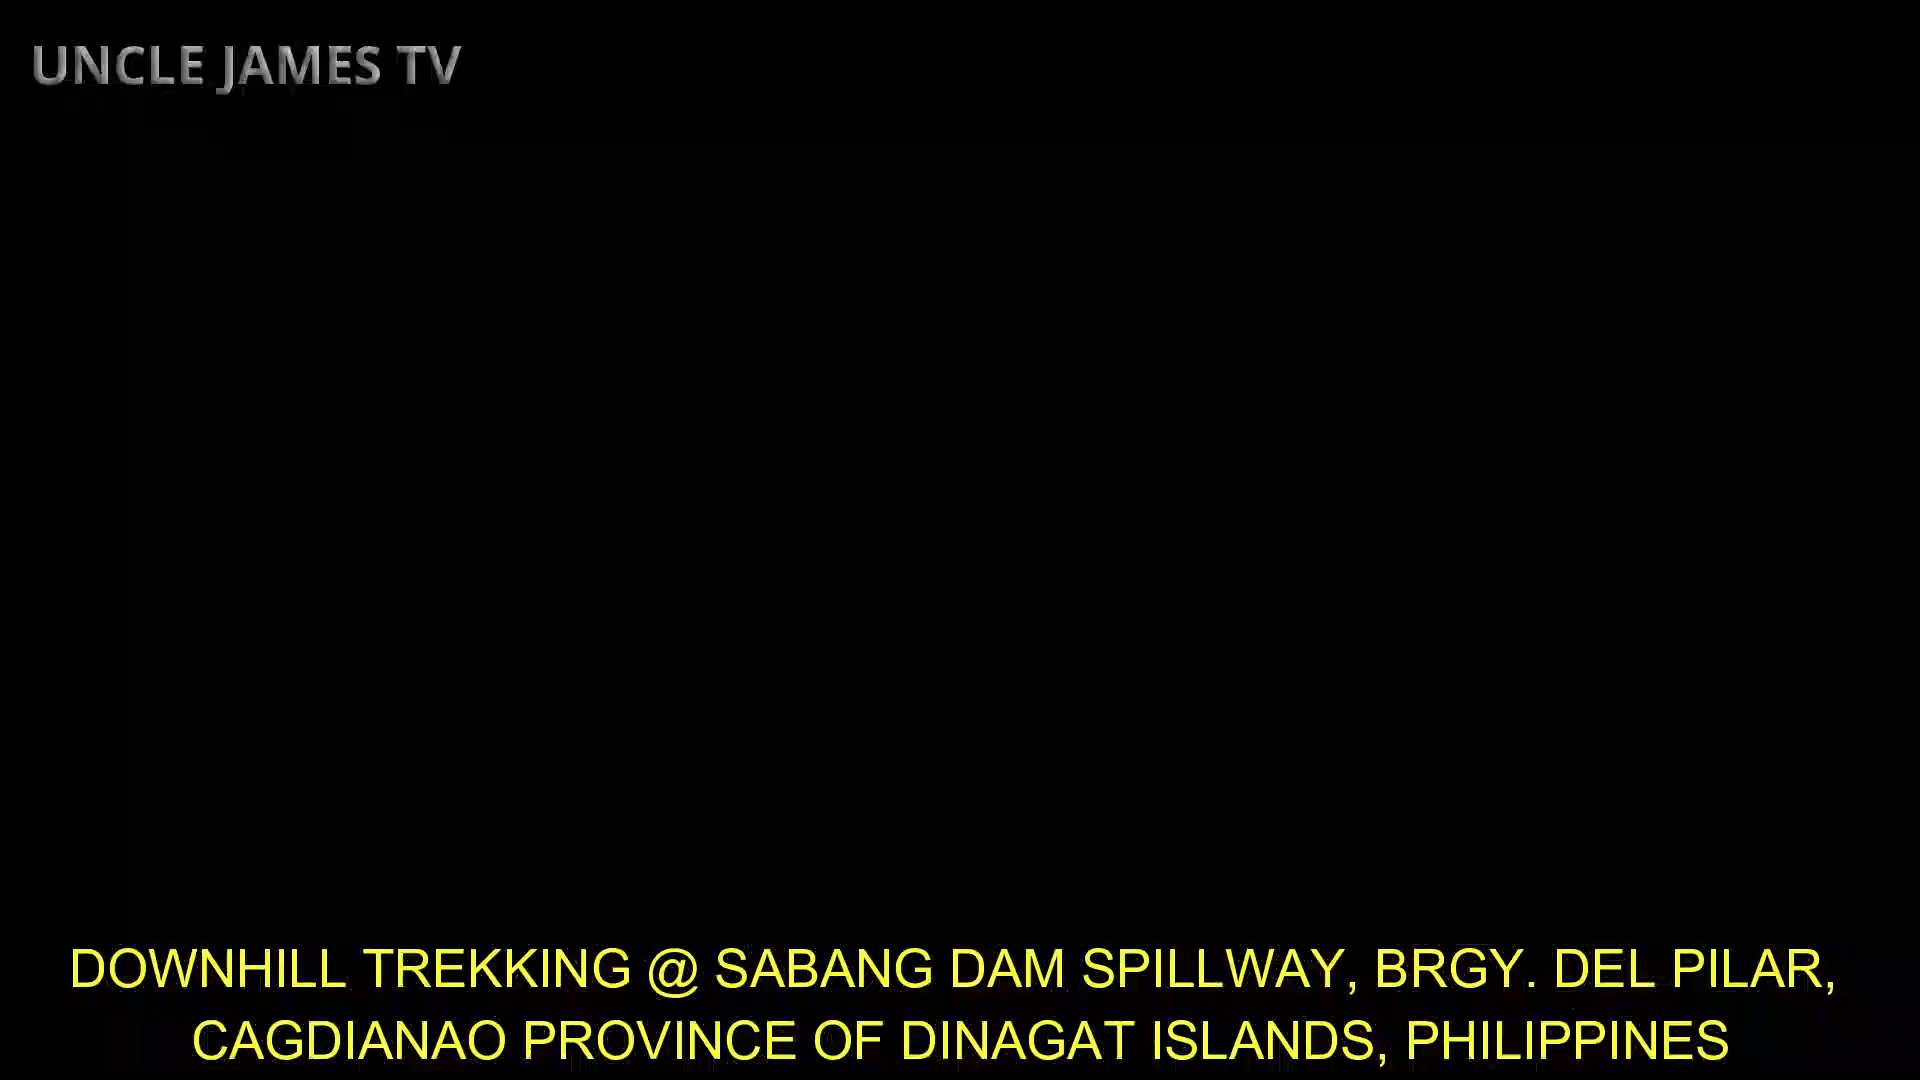 UNCLE JAMES TV
DOWNHILL TREKKING @ SABANG DAM SPILLWAY, BRGY. DEL PILAR,
CAGDIANAO PROVINCE OF DINAGAT ISLANDS, PHILIPPINES